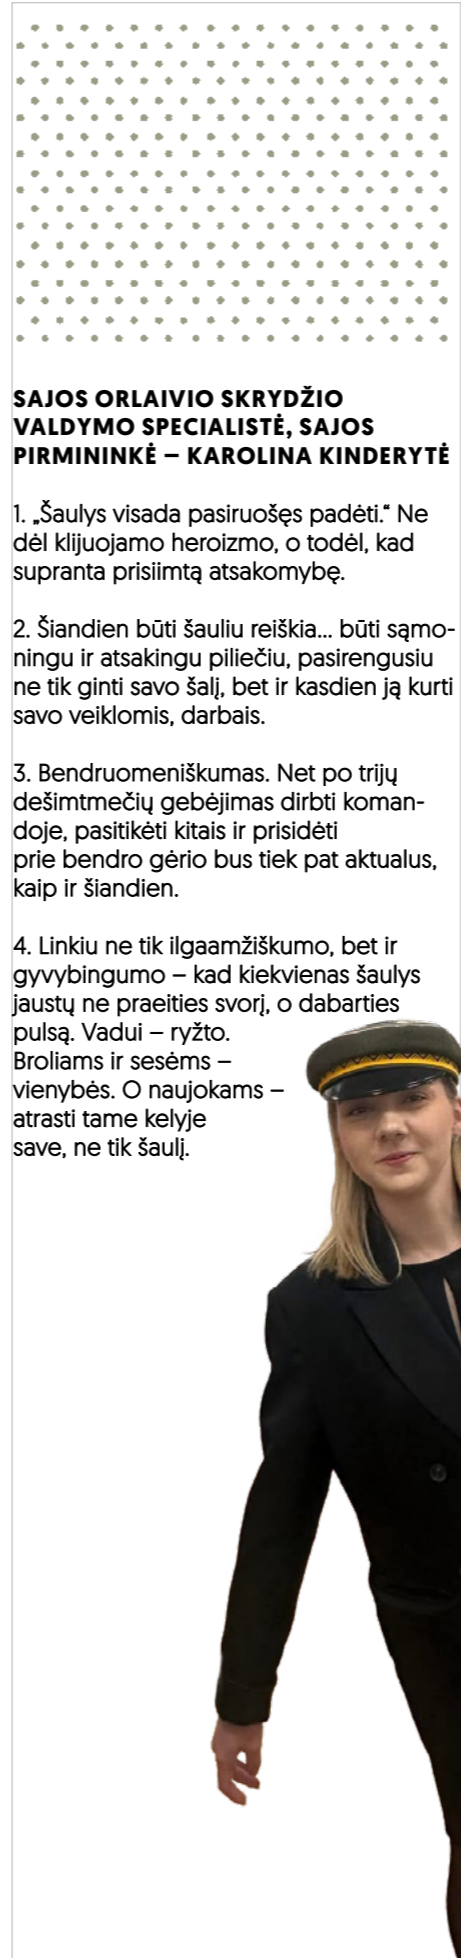 SAJOS ORLAIVIO SKRYDŽIO
VALDYMO SPECIALISTĖ, SAJOS
PIRMININKĖ – KAROLINA KINDERYTĖ
1. „Šaulys visada pasiruošęs padėti.“ Ne
dėl klijuojamo heroizmo, o todėl, kad
supranta prisiimtą atsakomybę.
2. Šiandien būti šauliu reiškia... būti sąmo-
ningu ir atsakingu piliečiu, pasirengusiu
ne tik ginti savo šalį, bet ir kasdien ją kurti
savo veiklomis, darbais.
3. Bendruomeniškumas. Net po trijų
dešimtmečių gebėjimas dirbti koman-
doje, pasitikėti kitais ir prisidėti
prie bendro gėrio bus tiek pat aktualus,
kaip ir šiandien.
4. Linkiu ne tik ilgaamžiškumo, bet ir
gyvybingumo – kad kiekvienas šaulys
jaustų ne praeities svorį, o dabarties
pulsą. Vadui – ryžto.
Broliams ir sesėms –
vienybės. O naujokams –
atrasti tame kelyje
save, ne tik šaulį.